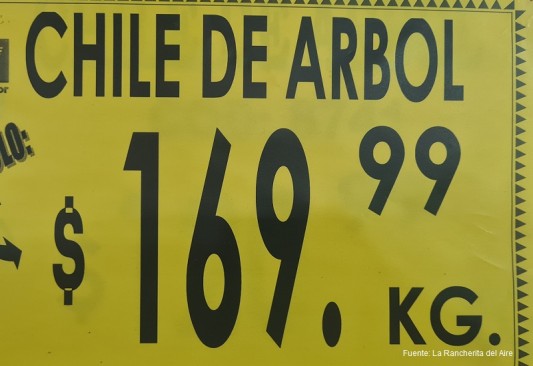 CHILE DE ARBOL
$169.99
KG.
Fuente: La Rancherita del Aire